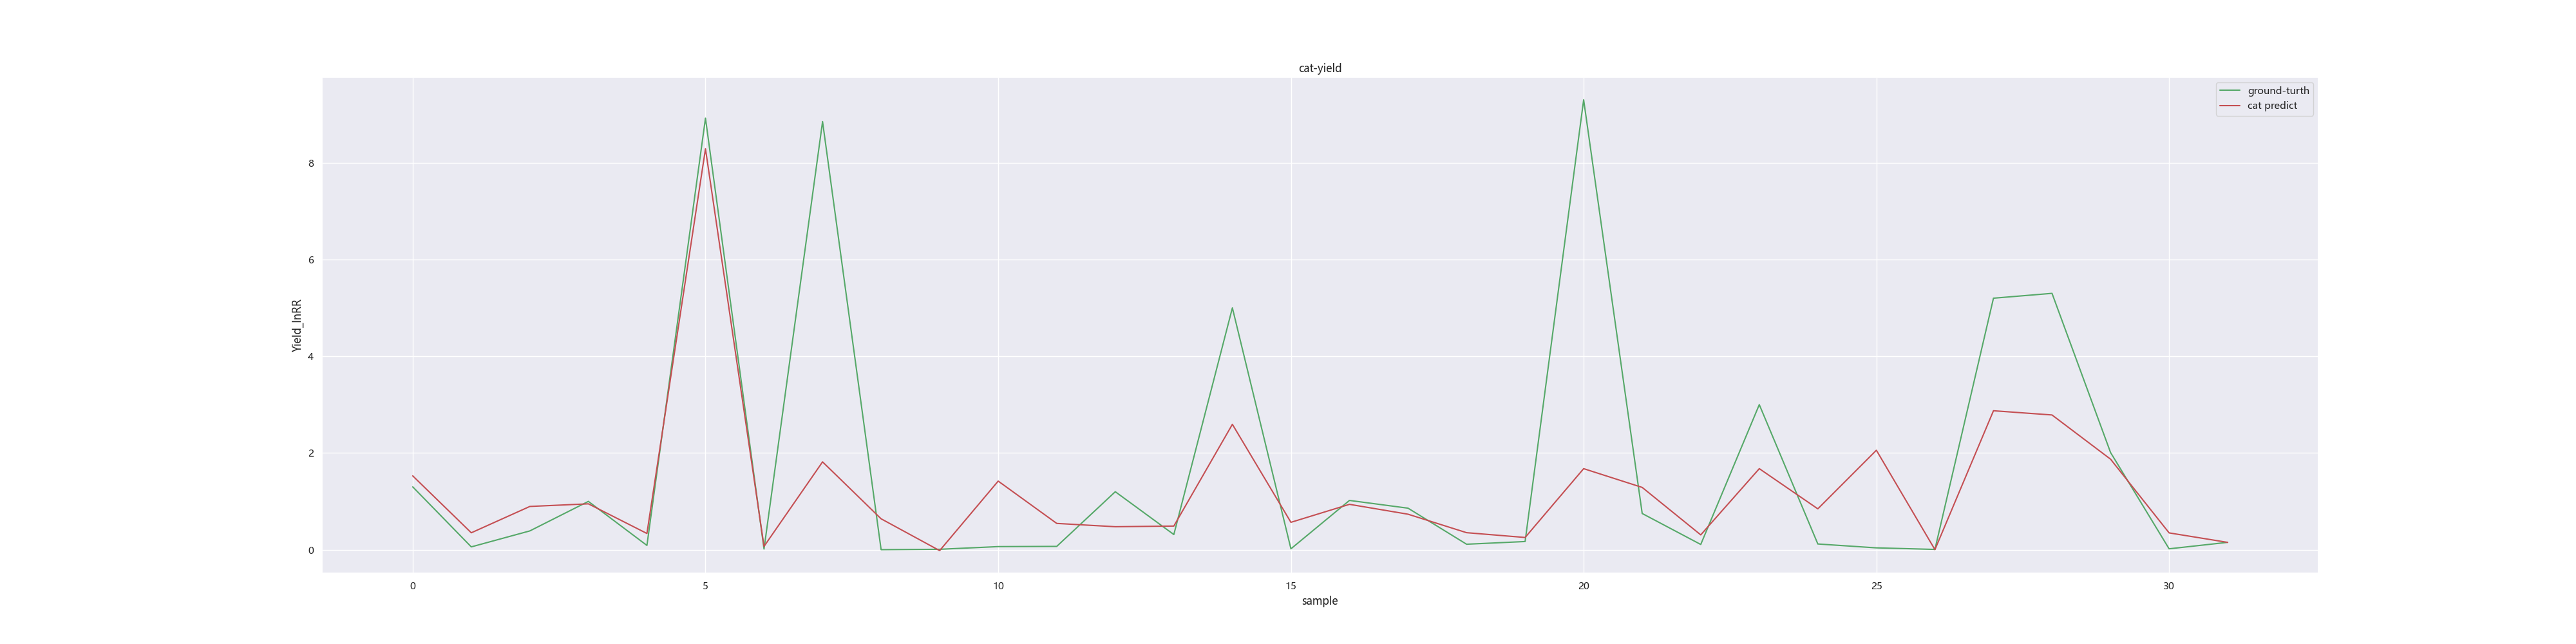 cat-yield
ground-turth
cat predict
8
6
4
2
0
Yield_lnRR
0 5 10 15 20 25 30
sample